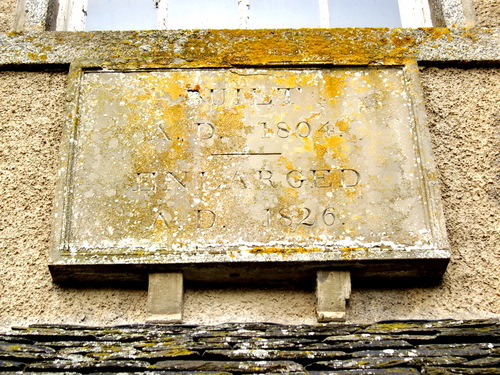 BUILT
A.D. 1804
ENLARGED
A.D. 1826.